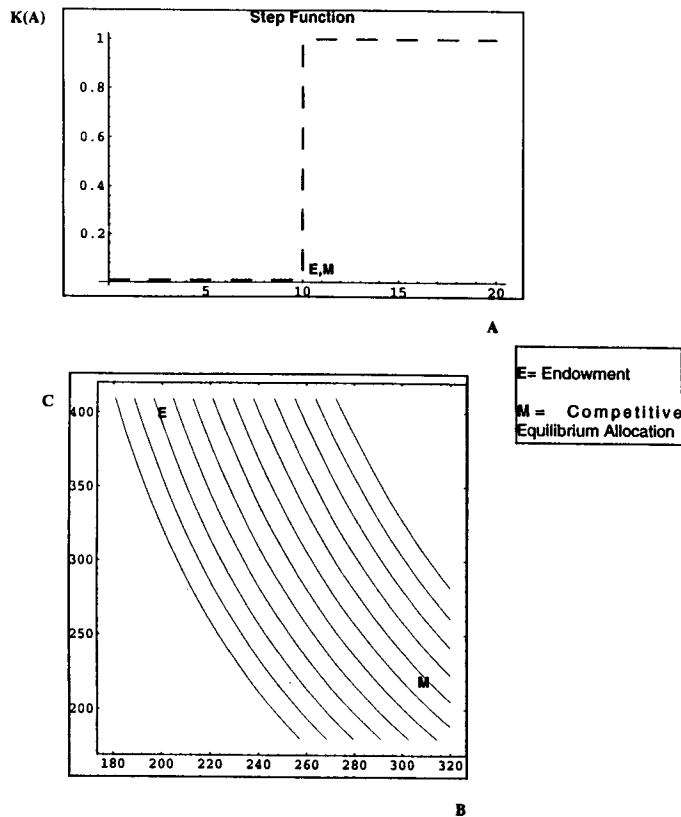 K(A)
Step Function
1
0.8
0.6
0.4
0.2
E,M
5
10
15
20
A
C
400
350
300
250
200
E
M
180
200
220
240
260
280
300
320
B
E= Endowment
M = Competitive
Equilibrium Allocation